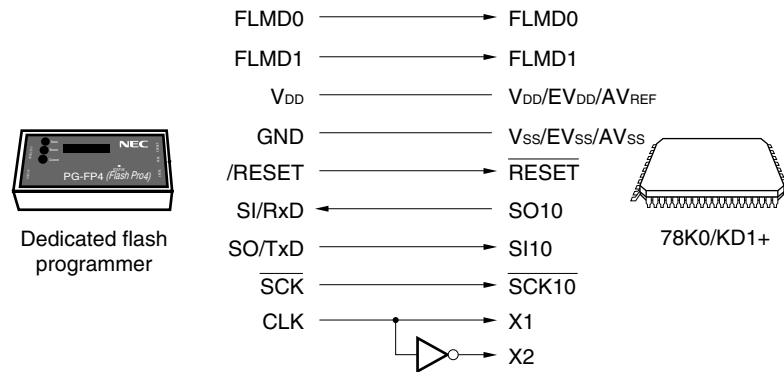 FLMD0 FLMD0
FLMD1 FLMD1
VDD VDD/EVDD/AVREF
GND VSS/EVSS/AVSS
/RESET RESET
SI/RxD SO10
SO/TxD SI10
SCK SCK10
CLK X1
X2
NEC
PG-FP4 (Flash Pro4)
Dedicated flash
programmer
78K0/KD1+